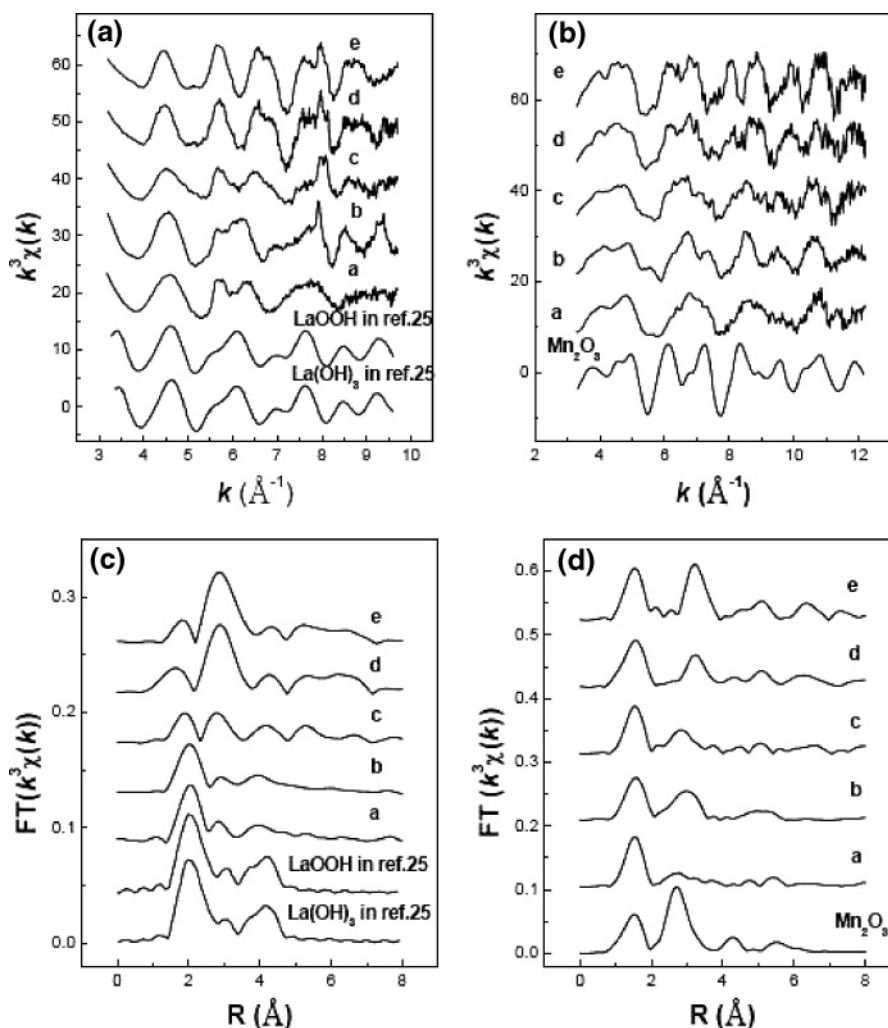 (a)
e
d
c
b
a
LaOOH in ref.25
La(OH)₃ in ref.25
60
50
40
30
20
10
0
k³χ(k)
3 4 5 6 7 8 9 10
k (Å⁻¹)
(b)
e
d
c
b
a
Mn₂O₃
60
40
20
0
k³χ(k)
2 4 6 8 10 12
k (Å⁻¹)
(c)
e
d
c
b
a
LaOOH in ref.25
La(OH)₃ in ref.25
0.3
0.2
0.1
0.0
FT(k³χ(k))
0 2 4 6 8
R (Å)
(d)
e
d
c
b
a
Mn₂O₃
0.6
0.5
0.4
0.3
0.2
0.1
0.0
FT (k³χ(k))
0 2 4 6 8
R (Å)